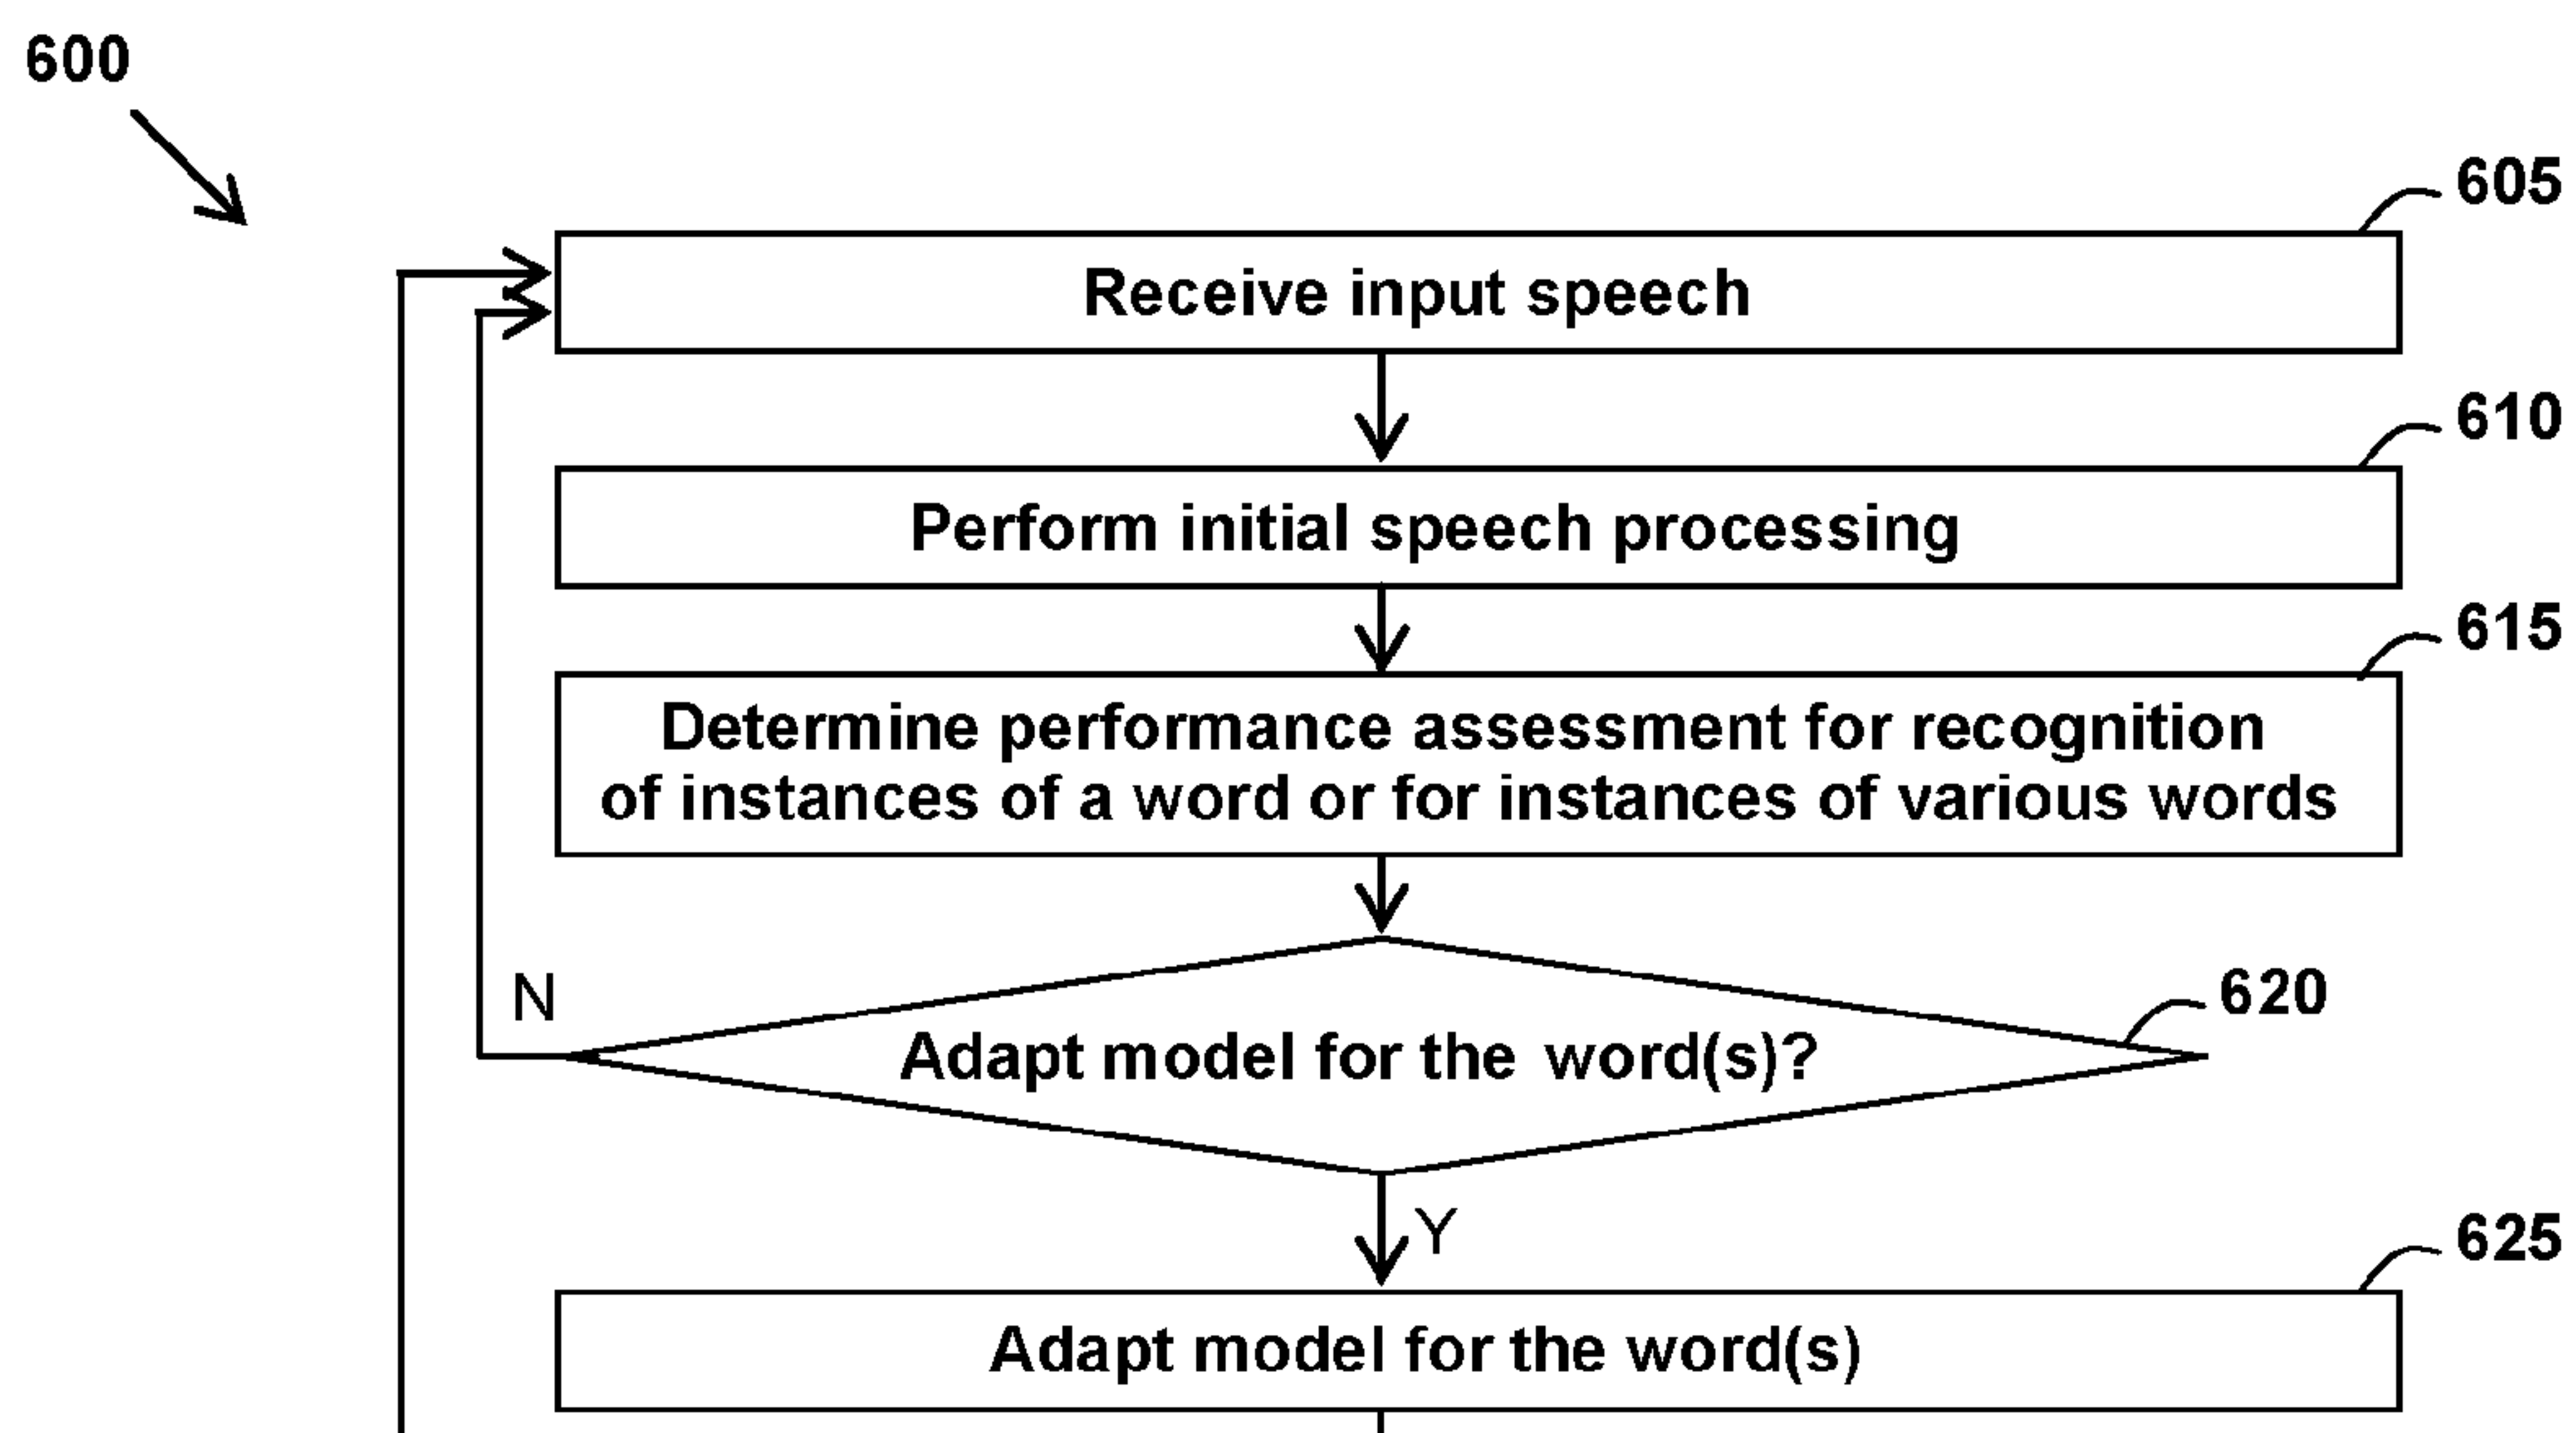 600
605
Receive input speech
610
Perform initial speech processing
615
Determine performance assessment for recognition
of instances of a word or for instances of various words
N
620
Adapt model for the word(s)?
Y
625
Adapt model for the word(s)